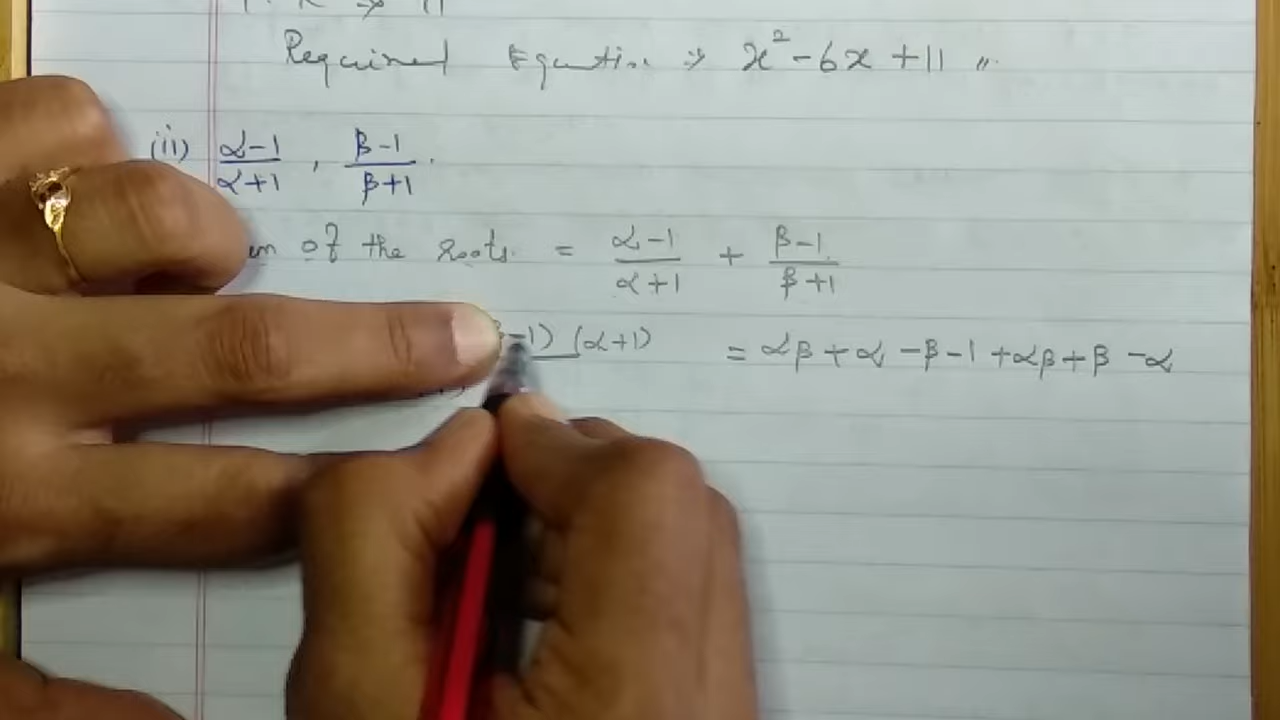 Required Equation ⇒ x² - 6x + 11 〃
(ii) α-1/α+1 , β-1/β+1 .
of the roots. = α-1/α+1 + β-1/β+1
-1) (α+1) = αβ + α - β - 1 + αβ + β - α